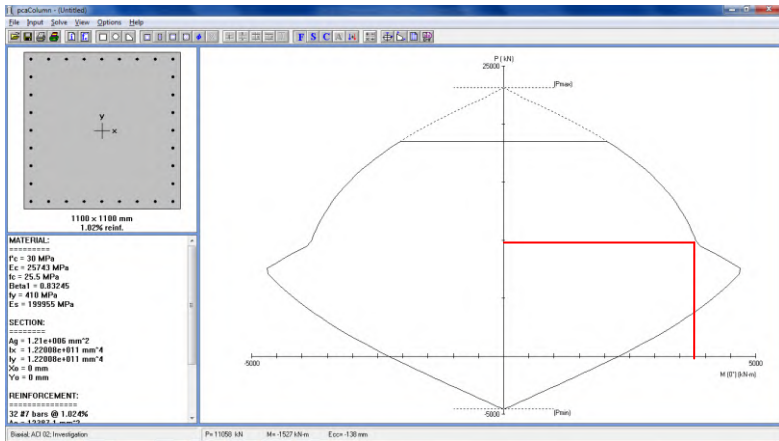 pcaColumn - (Untitled)
File Input Solve View Options Help
F S C
y
x
1100 x 1100 mm
1.02% reinf.
MATERIAL:
=========
f'c = 30 MPa
Ec = 25743 MPa
fc = 25.5 MPa
Beta1 = 0.83245
fy = 410 MPa
Es = 199955 MPa
SECTION:
========
Ag = 1.21e+006 mm^2
Ix = 1.22008e+011 mm^4
Iy = 1.22008e+011 mm^4
Xo = 0 mm
Yo = 0 mm
REINFORCEMENT:
===============
32 #7 bars @ 1.024%
P ( kN)
25000
(Pmax)
-5000
5000
M (0°) (kN-m)
-5000
(Pmin)
Biaxial; ACI 02; Investigation
P= 11058 kN
M= -1527 kN-m
Ecc= -138 mm